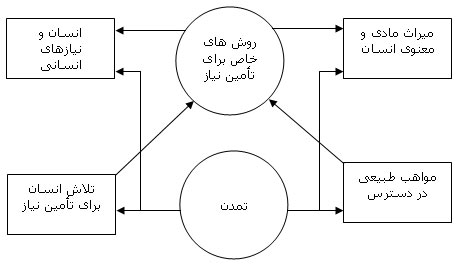 میراث مادی و
معنوی انسان
روش های
خاص برای
تأمین نیاز
انسان و
نیازهای
انسانی
مواهب طبیعی
در دسترس
تمدن
تلاش انسان
برای تأمین نیاز